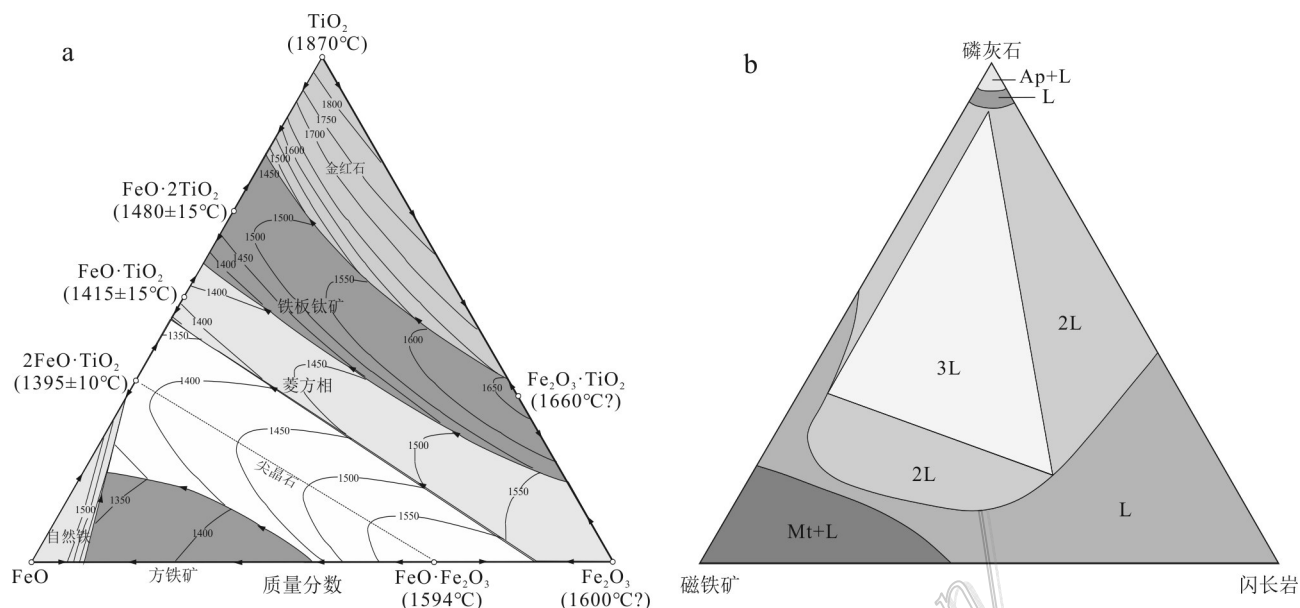 a
TiO₂
(1870℃)
1800
1750
1700
1600
1500
1450
金红石
FeO·2TiO₂
(1480±15℃)
1500
1500
1450
1400
1550
FeO·TiO₂
(1415±15℃)
1400
铁板钛矿
1400
1350
1600
2FeO·TiO₂
(1395±10℃)
1400
1450
菱方相
1650
Fe₂O₃·TiO₂
(1660℃?)
1450
1500
尖晶石
1500
1550
1350
1500
1400
1550
自然铁
FeO
方铁矿
质量分数
FeO·Fe₂O₃
(1594℃)
Fe₂O₃
(1600℃?)
b
磷灰石
Ap+L
L
2L
3L
2L
L
Mt+L
磁铁矿
闪长岩